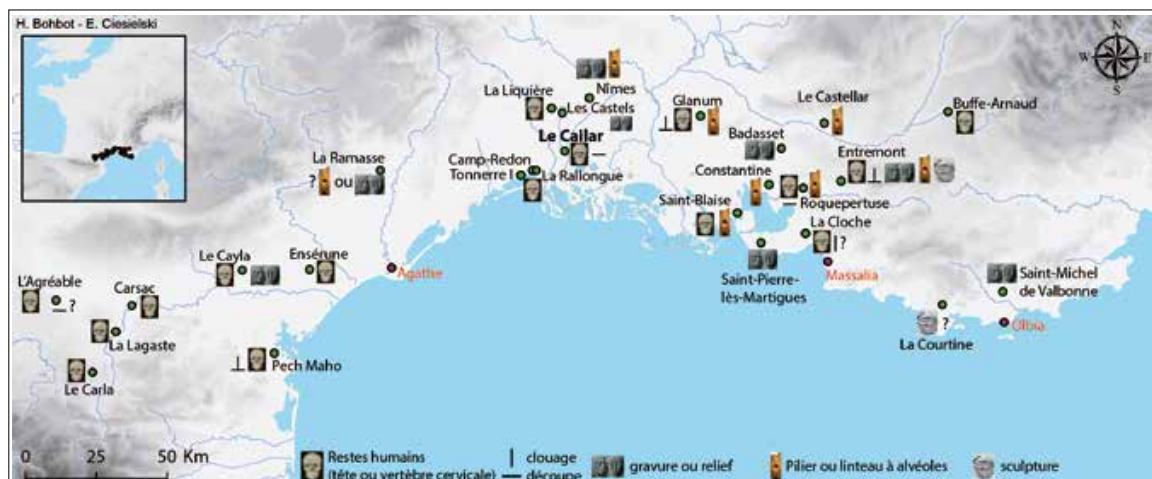 H. Bohbot - E. Ciesielski
N
W
E
S
Nîmes
La Liquière
Les Castels
Glanum
Le Castellar
Buffe-Arnaud
Le Cailar
Badasset
Entremont
La Ramasse
? ou
Camp-Redon
Tonnerre I
La Rallongue
Constantine
Roquepertuse
Saint-Blaise
La Cloche
?
Le Cayla
Ensérune
Agathe
Massalia
Saint-Pierre-
lès-Martigues
L'Agréable
?
Carsac
Saint-Michel
de Valbonne
La Lagaste
?
Olbia
La Courtine
Pech Maho
Le Carla
0 25 50 Km
Restes humains
(tête ou vertèbre cervicale)
clouage
découpe
gravure ou relief
Pilier ou linteau à alvéoles
sculpture